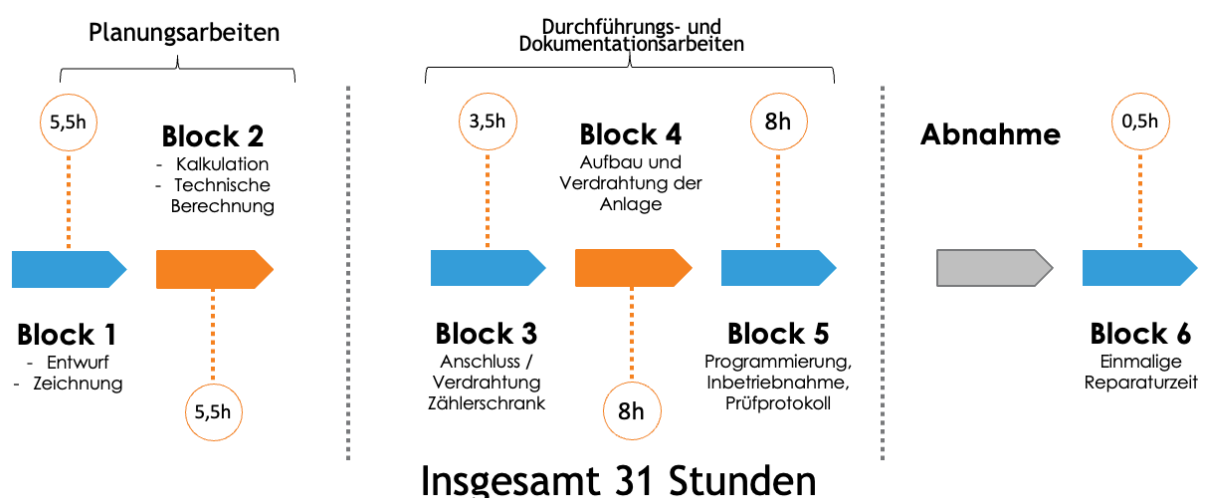 Planungsarbeiten
5,5h
Block 2
- Kalkulation
- Technische
Berechnung
Block 1
- Entwurf
- Zeichnung
5,5h
Durchführungs- und
Dokumentationsarbeiten
3,5h
Block 4
Aufbau und
Verdrahtung der
Anlage
8h
Block 3
Anschluss /
Verdrahtung
Zählerschrank
8h
Block 5
Programmierung,
Inbetriebnahme,
Prüfprotokoll
Abnahme
0,5h
Block 6
Einmalige
Reparaturzeit
Insgesamt 31 Stunden